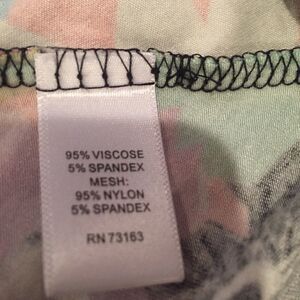 95% VISCOSE
5% SPANDEX
MESH:
95% NYLON
5% SPANDEX
RN 73163